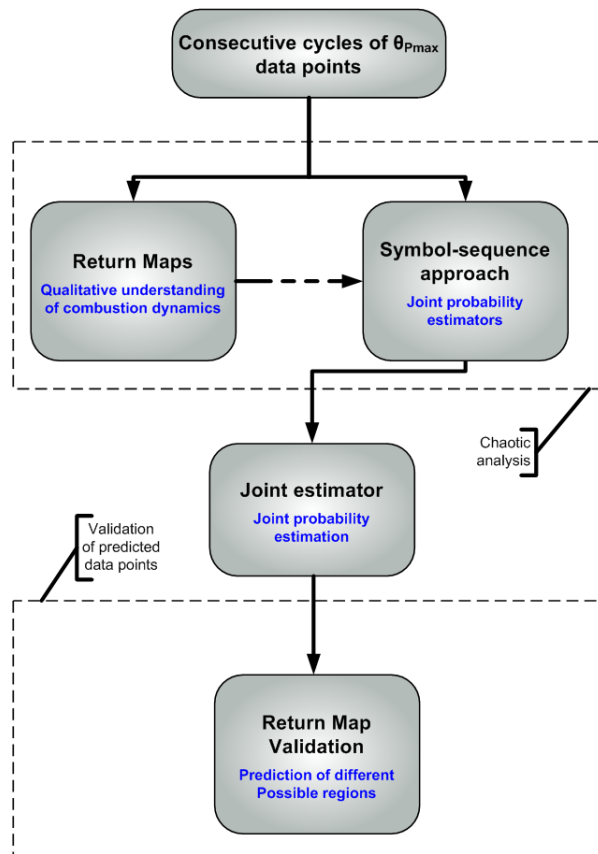 Consecutive cycles of θPmax
data points
Return Maps
Qualitative understanding
of combustion dynamics
Symbol-sequence
approach
Joint probability
estimators
Chaotic
analysis
Joint estimator
Joint probability
estimation
Validation
of predicted
data points
Return Map
Validation
Prediction of different
Possible regions